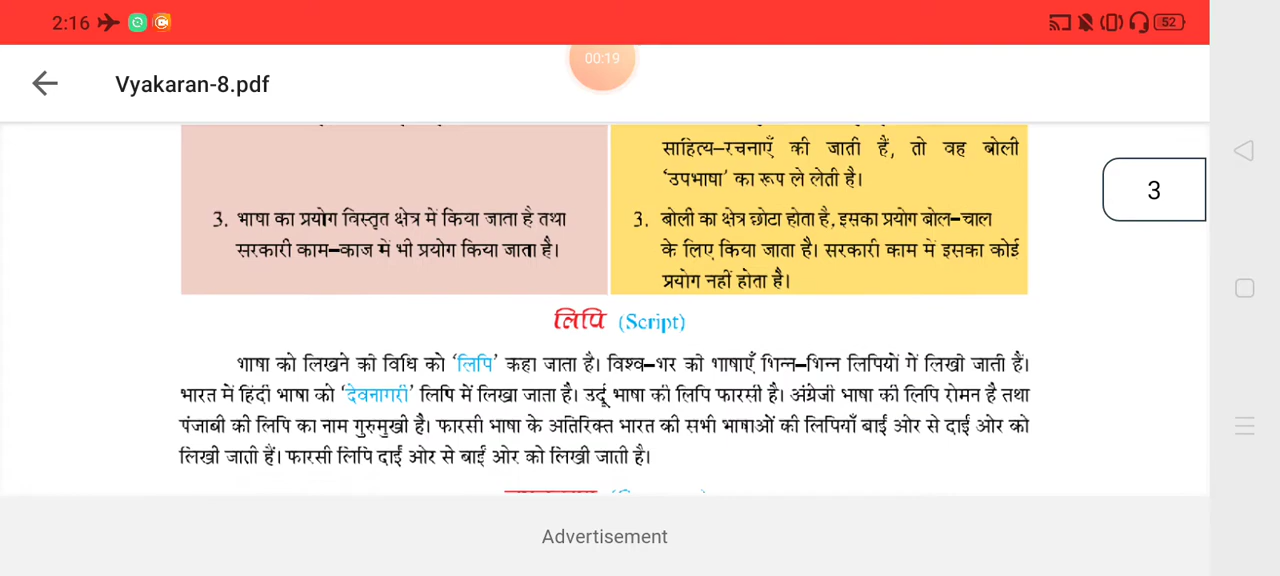 2:16
52
00:19
Vyakaran-8.pdf
साहित्य-रचनाएँ की जाती हैं, तो वह बोली
'उपभाषा' का रूप ले लेती है।
3. भाषा का प्रयोग विस्तृत क्षेत्र में किया जाता है तथा
सरकारी काम-काज में भी प्रयोग किया जाता है।
3. बोली का क्षेत्र छोटा होता है, इसका प्रयोग बोल-चाल
के लिए किया जाता है। सरकारी काम में इसका कोई
प्रयोग नहीं होता है।
3
लिपि (Script)
भाषा को लिखने की विधि को 'लिपि' कहा जाता है। विश्व-भर की भाषाएँ भिन्न-भिन्न लिपियों में लिखी जाती हैं।
भारत में हिंदी भाषा को 'देवनागरी' लिपि में लिखा जाता है। उर्दू भाषा की लिपि फारसी है। अंग्रेजी भाषा की लिपि रोमन है तथा
पंजाबी की लिपि का नाम गुरुमुखी है। फारसी भाषा के अतिरिक्त भारत की सभी भाषाओं की लिपियाँ बाईं ओर से दाईं ओर को
लिखी जाती हैं। फारसी लिपि दाईं ओर से बाईं ओर को लिखी जाती है।
Advertisement